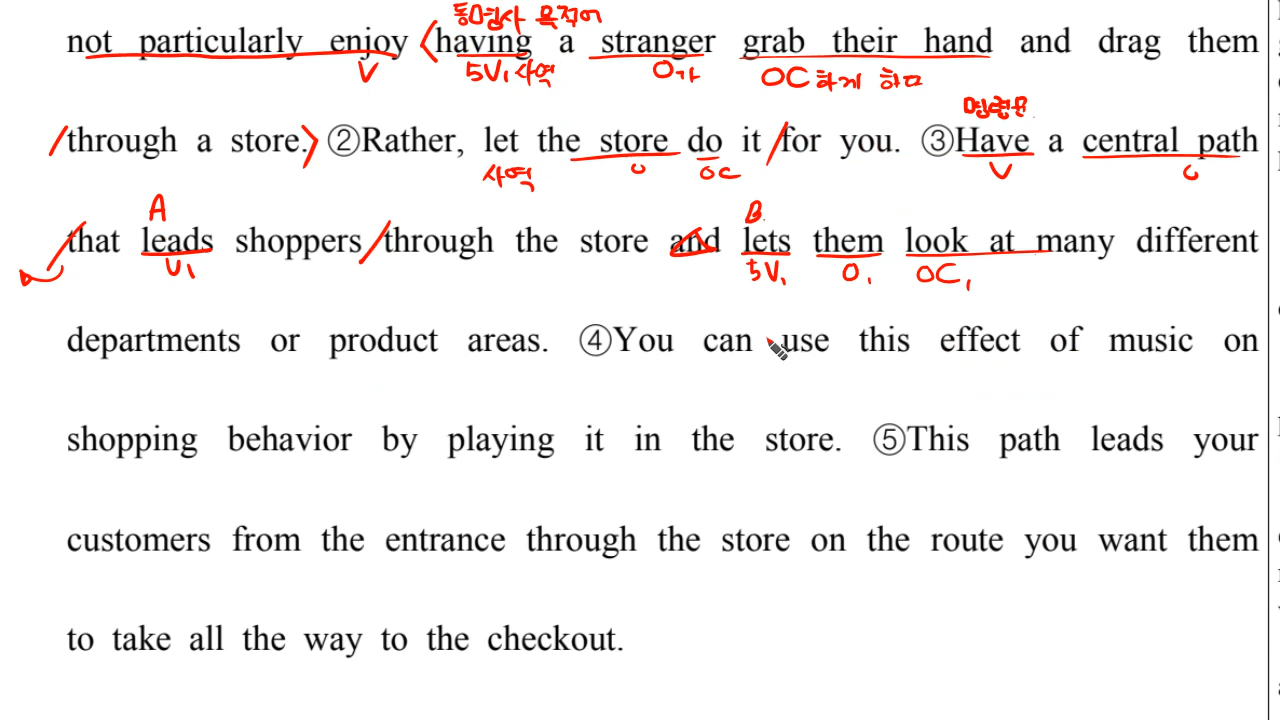 동명사 목적어
not particularly enjoy <having a stranger grab their hand and drag them
V 5V₁ 사역 O가 OC하게 하다
명령문
/through a store.> ②Rather, let the store do it /for you. ③Have a central path
사역 O OC V O
A B
/that leads shoppers /through the store and lets them look at many different
V₁ 5V₁ O₁ OC₁
departments or product areas. ④You can use this effect of music on
shopping behavior by playing it in the store. ⑤This path leads your
customers from the entrance through the store on the route you want them
to take all the way to the checkout.